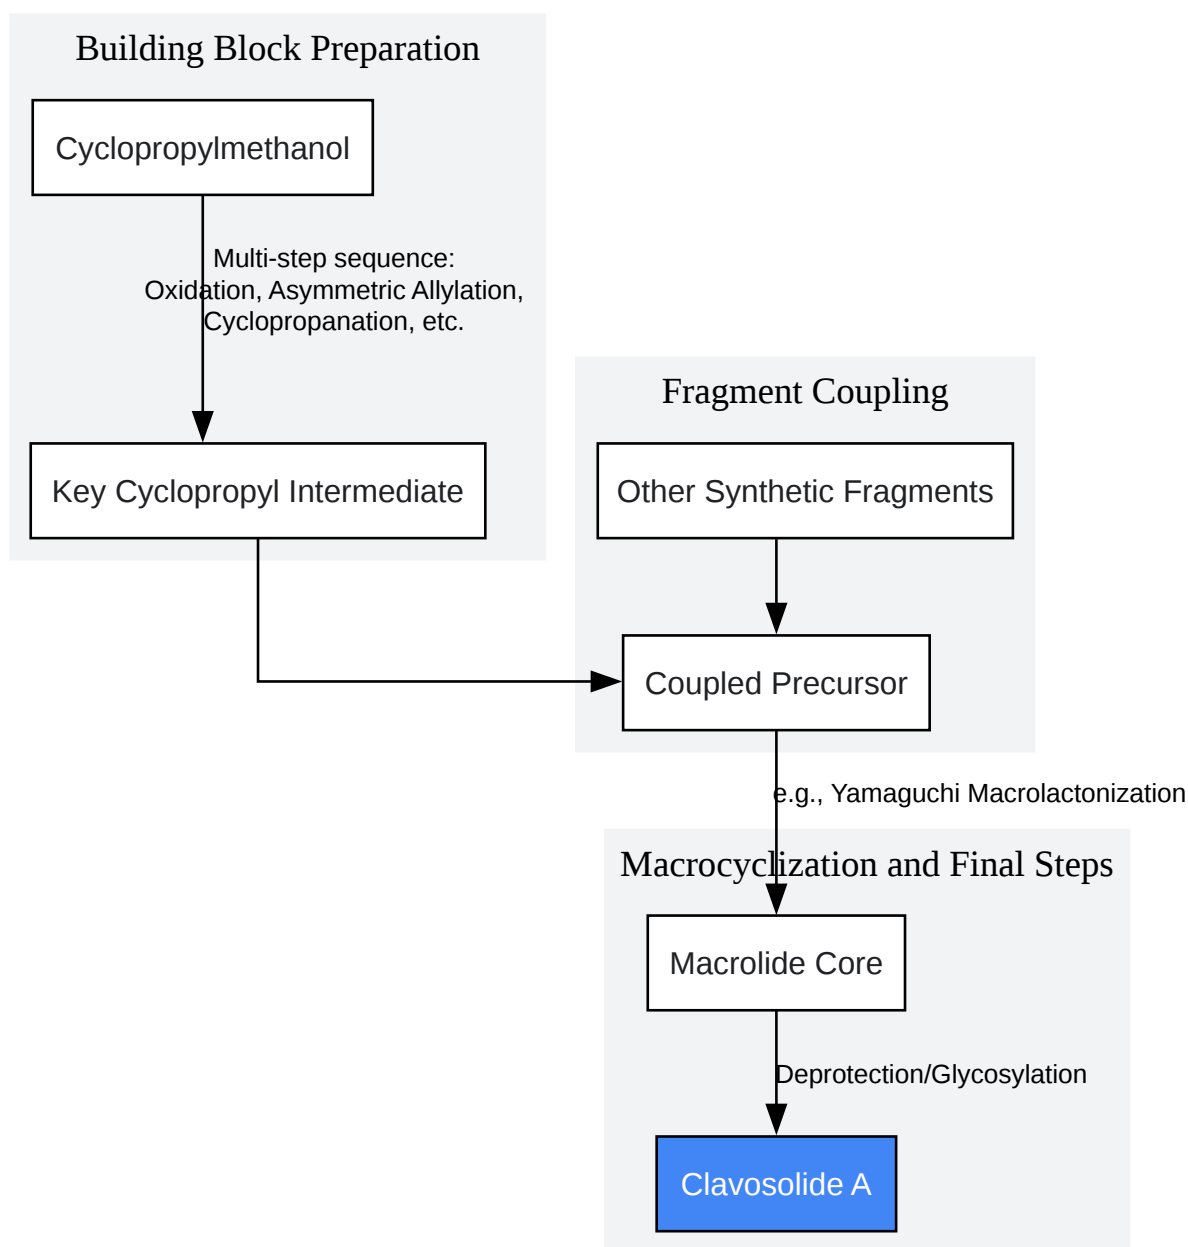 Building Block Preparation
Cyclopropylmethanol
Multi-step sequence:
Oxidation, Asymmetric Allylation,
Cyclopropanation, etc.
Key Cyclopropyl Intermediate
Fragment Coupling
Other Synthetic Fragments
Coupled Precursor
e.g., Yamaguchi Macrolactonization
Macrocyclization and Final Steps
Macrolide Core
Deprotection/Glycosylation
Clavosolide A